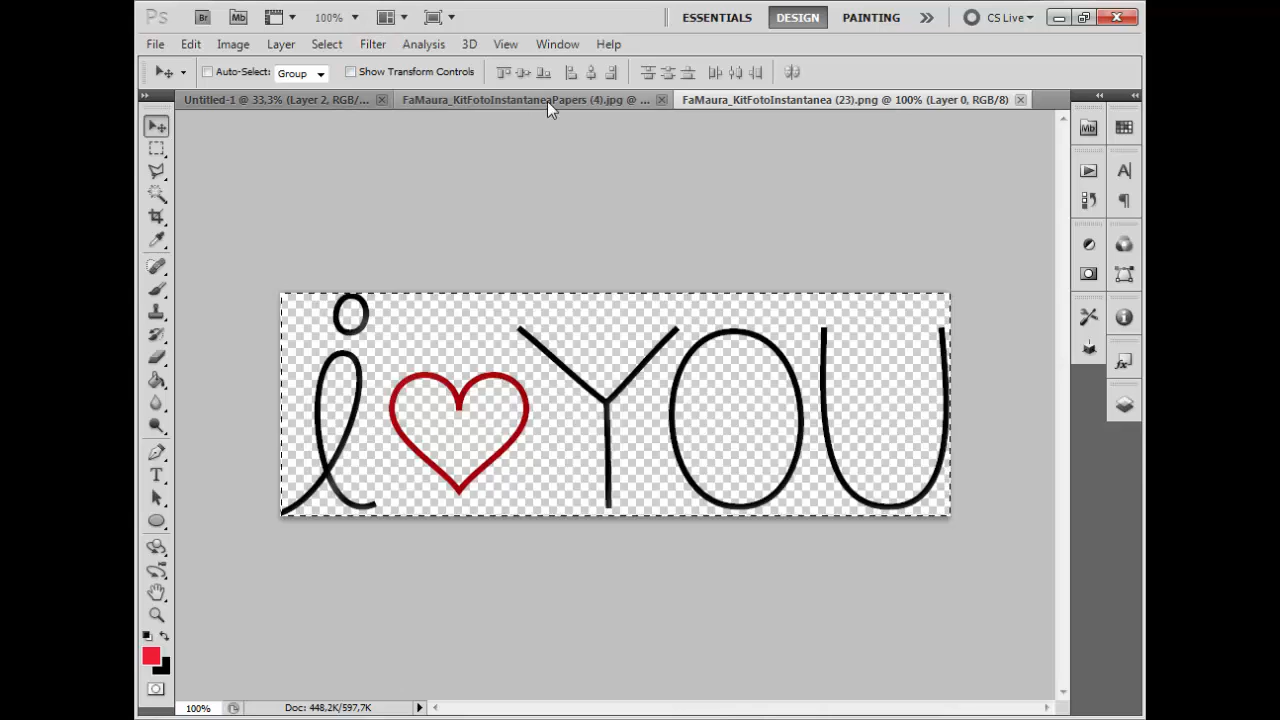 Ps Br Mb 100% ESSENTIALS DESIGN PAINTING CS Live
File Edit Image Layer Select Filter Analysis 3D View Window Help
Auto-Select: Group Show Transform Controls
Untitled-1 @ 33,3% (Layer 2, RGB/... FaMaura_KitFotoInstantaneaPapers (4).jpg @ ... FaMaura_KitFotoInstantanea (23).png @ 100% (Layer 0, RGB/8)
Mb
i YOU
100% Doc: 448,2K/597,7K